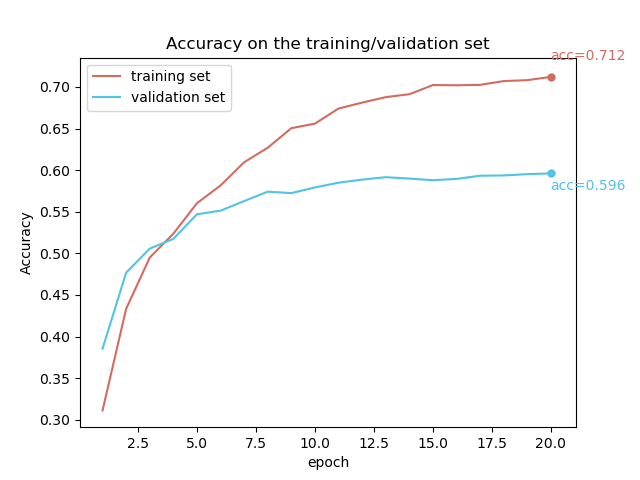 Accuracy on the training/validation set
acc=0.712
training set
validation set
acc=0.596
Accuracy
0.70
0.65
0.60
0.55
0.50
0.45
0.40
0.35
0.30
2.5 5.0 7.5 10.0 12.5 15.0 17.5 20.0
epoch